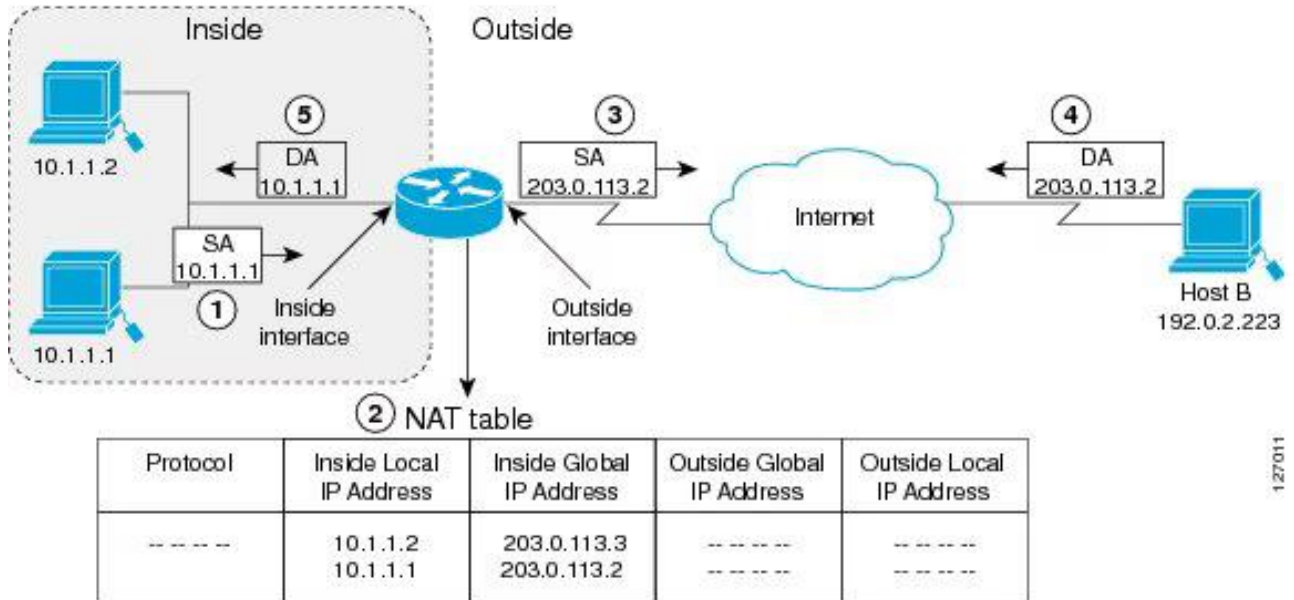 Inside
Outside
10.1.1.2
5
DA
10.1.1.1
3
SA
203.0.113.2
4
DA
203.0.113.2
Internet
SA
10.1.1.1
1
10.1.1.1
Inside
interface
Outside
interface
Host B
192.0.2.223
2 NAT table
Protocol
Inside Local
IP Address
Inside Global
IP Address
Outside Global
IP Address
Outside Local
IP Address
-- -- -- -- 10.1.1.2 203.0.113.3 -- -- -- -- -- -- -- --
10.1.1.1 203.0.113.2 -- -- -- -- -- -- -- --
127011